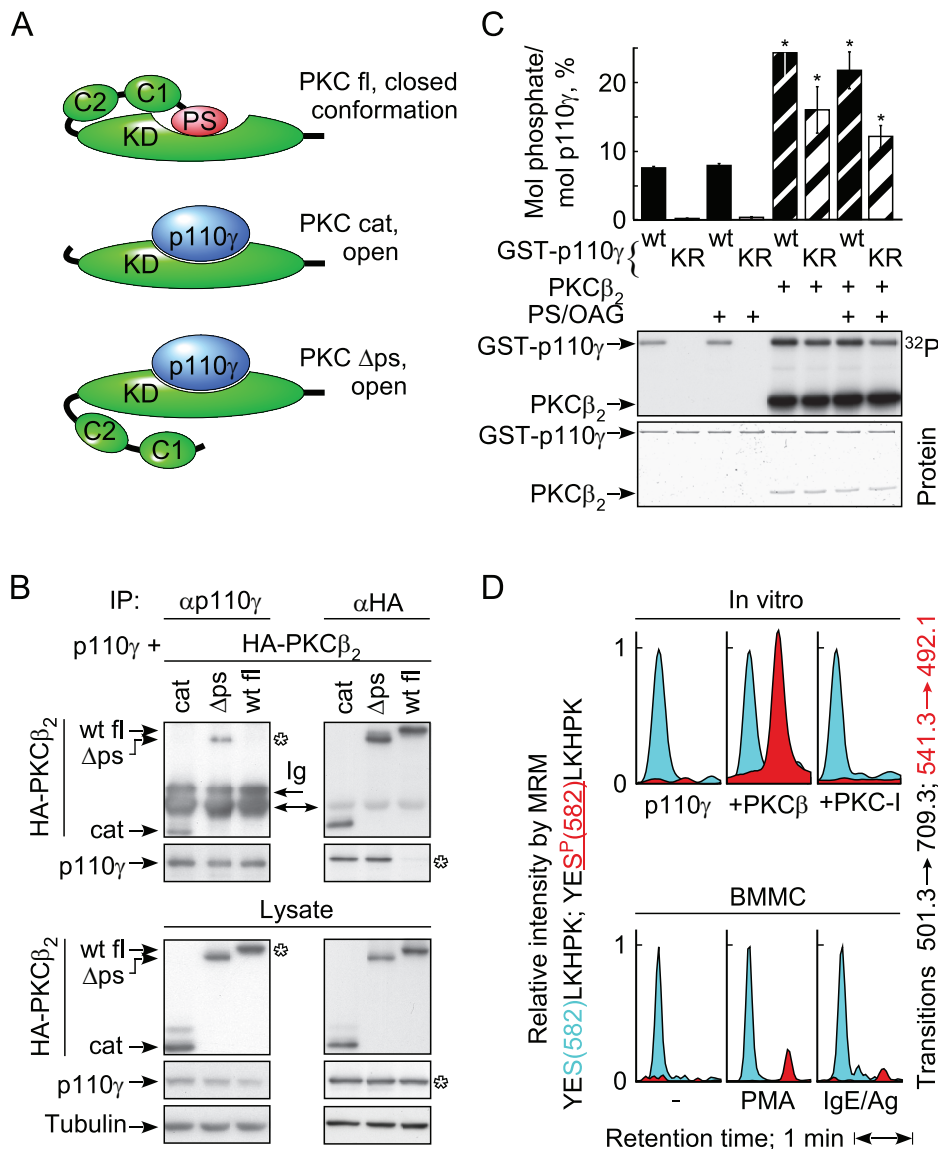 A
C2
C1
PS
KD
PKC fl, closed
conformation
p110γ
KD
PKC cat,
open
p110γ
KD
C2
C1
PKC Δps,
open
B
IP:
αp110γ
αHA
p110γ +
HA-PKCβ2
cat
Δps
wt fl
cat
Δps
wt fl
HA-PKCβ2
wt fl
Δps
Ig
cat
p110γ
Lysate
HA-PKCβ2
wt fl
Δps
cat
p110γ
Tubulin
C
Mol phosphate/
mol p110γ, %
20
10
0
* * * *
GST-p110γ{
wt KR wt KR wt KR wt KR
PKCβ2 + + + +
PS/OAG + + + +
GST-p110γ
32P
PKCβ2
GST-p110γ
PKCβ2
Protein
D
In vitro
1
0
p110γ
+PKCβ
+PKC-I
BMMC
1
0
-
PMA
IgE/Ag
Retention time; 1 min
Relative intensity by MRM
YES(582)LKHPK; YESP(582)LKHPK
Transitions 501.3→709.3; 541.3→492.1